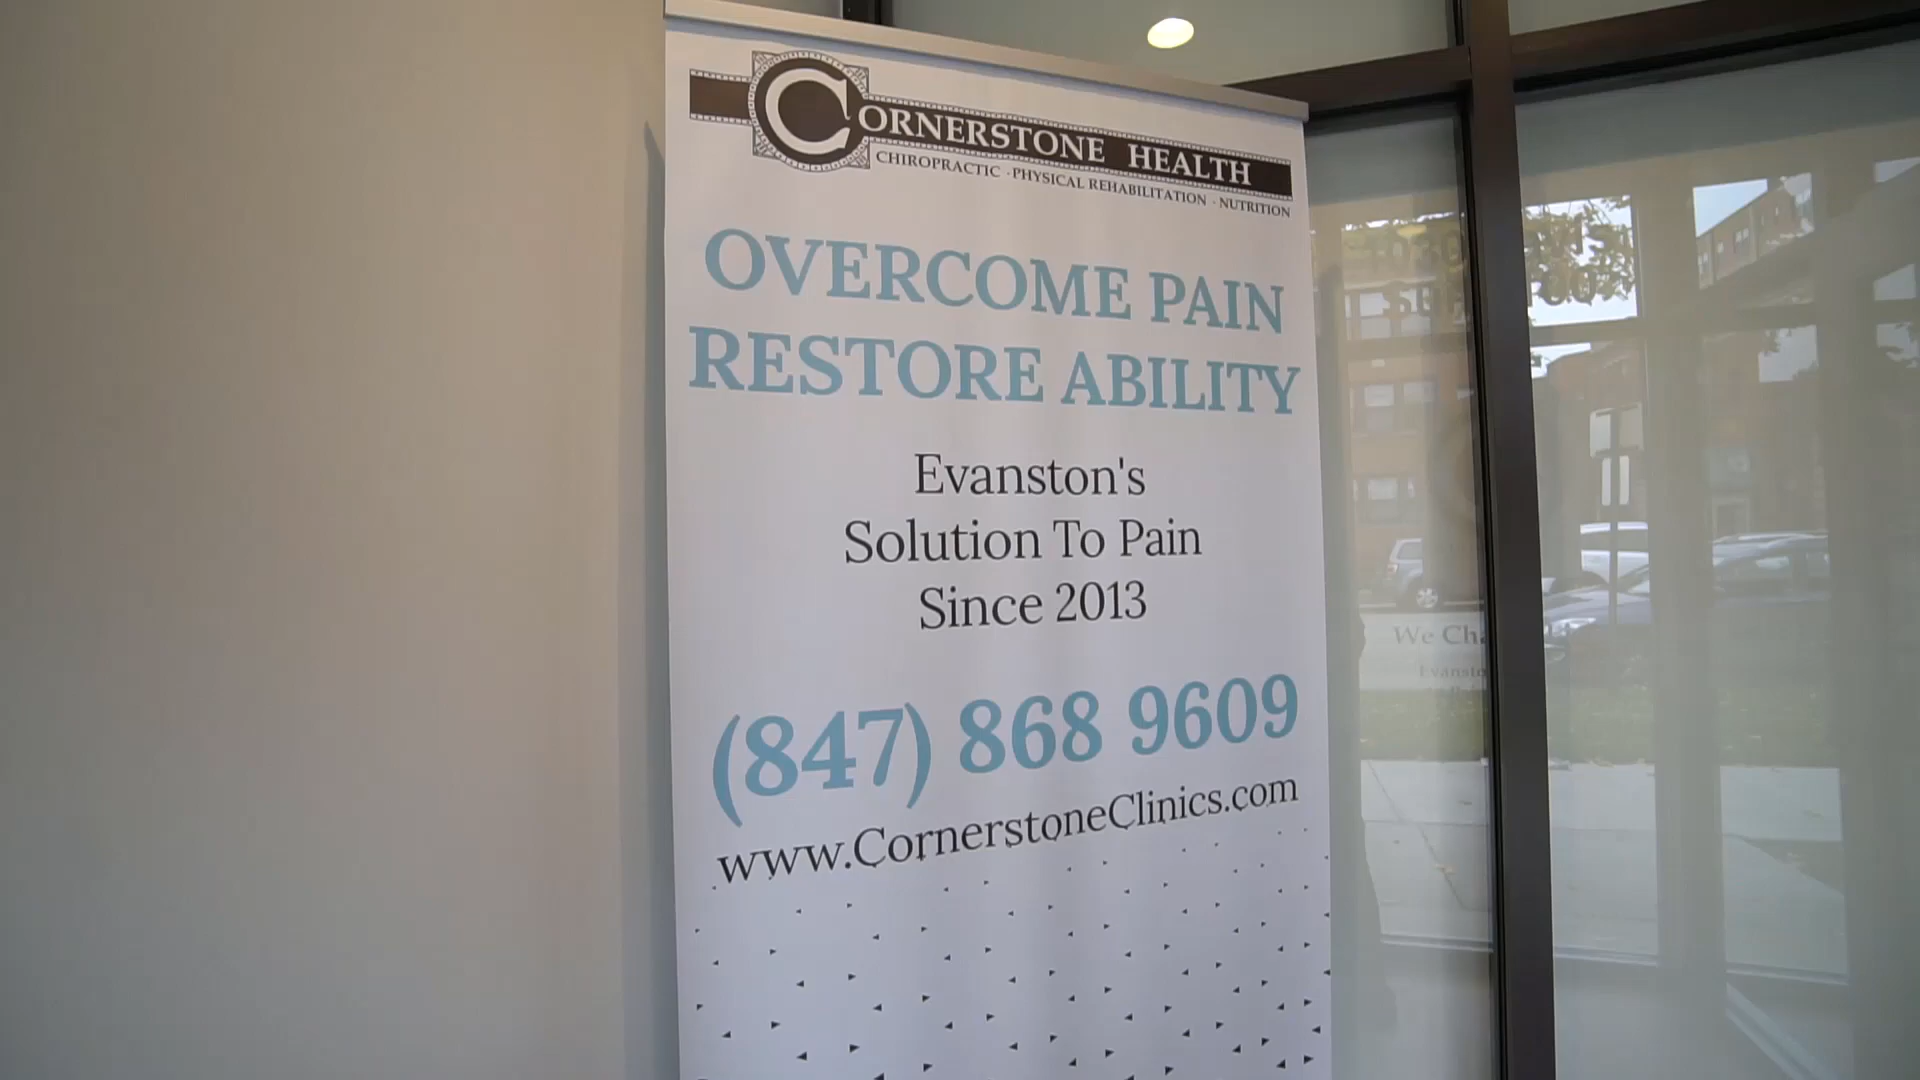 CORNERSTONE HEALTH
CHIROPRACTIC · PHYSICAL REHABILITATION · NUTRITION
OVERCOME PAIN
RESTORE ABILITY
Evanston's
Solution To Pain
Since 2013
(847) 868 9609
www.CornerstoneClinics.com
We